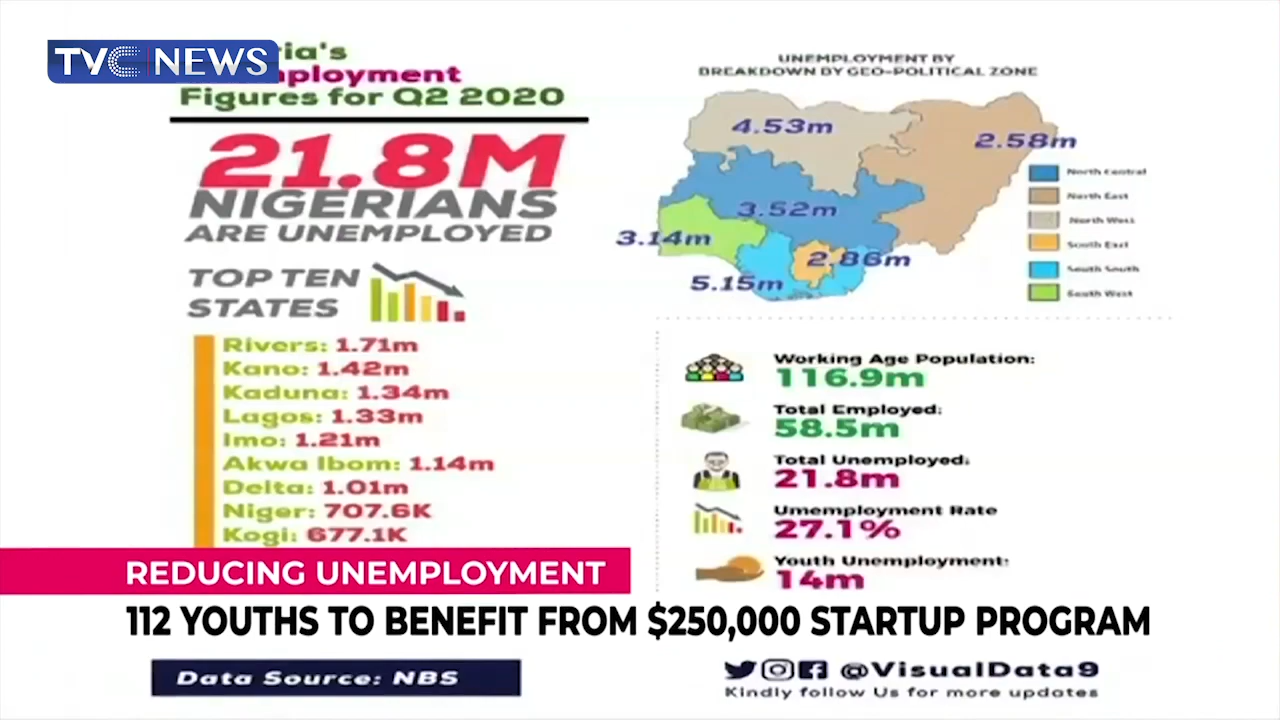 TVC NEWS
ia's
mployment
Figures for Q2 2020
21.8M
NIGERIANS
ARE UNEMPLOYED
TOP TEN
STATES
Rivers: 1.71m
Kano: 1.42m
Kaduna: 1.34m
Lagos: 1.33m
Imo: 1.21m
Akwa Ibom: 1.14m
Delta: 1.01m
Niger: 707.6K
Kogi: 677.1K
UNEMPLOYMENT BY
BREAKDOWN BY GEO-POLITICAL ZONE
4.53m
2.58m
3.52m
3.14m
2.86m
5.15m
North Central
North East
North West
South East
South South
South West
Working Age Population:
116.9m
Total Employed:
58.5m
Total Unemployed:
21.8m
Umemployment Rate
27.1%
Youth Unemployment:
14m
REDUCING UNEMPLOYMENT
112 YOUTHS TO BENEFIT FROM $250,000 STARTUP PROGRAM
Data Source: NBS
@VisualData9
Kindly follow Us for more updates